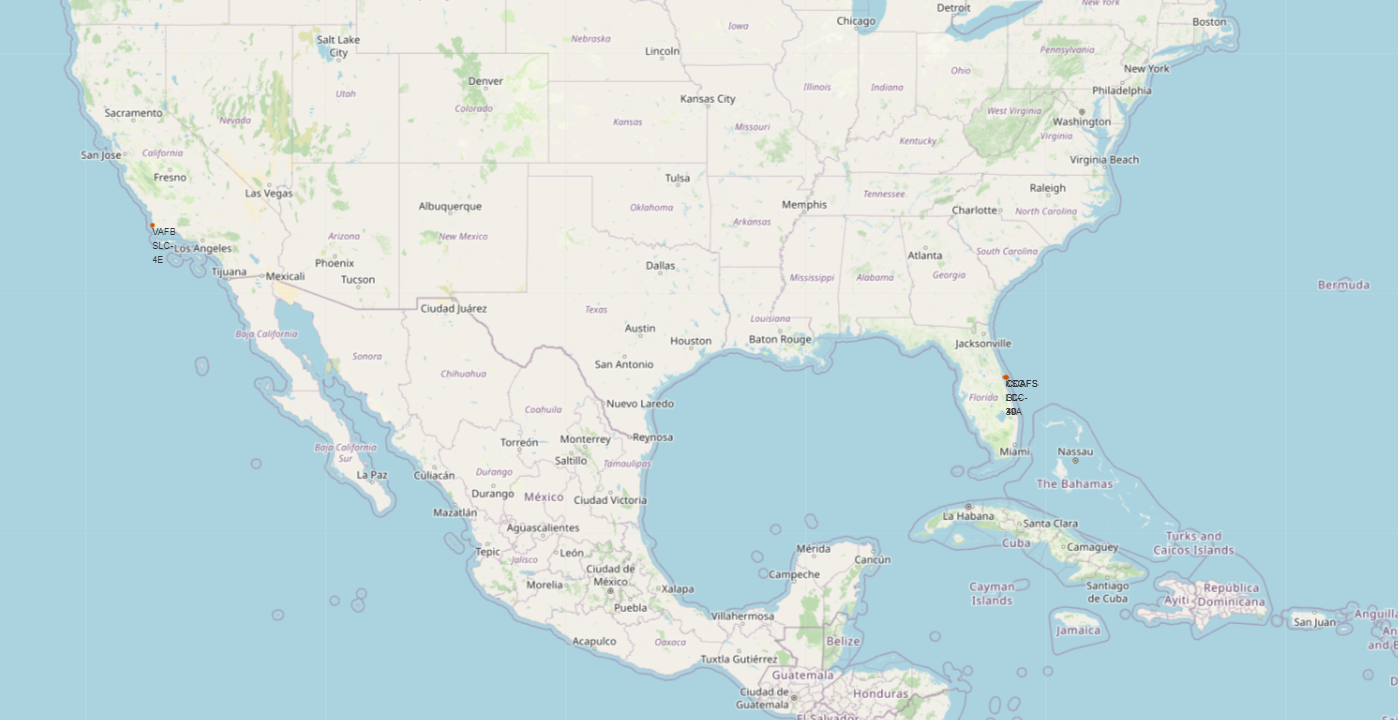 Chicago
Detroit
New York
Boston
Salt Lake
City
Nebraska
Iowa
Lincoln
Pennsylvania
New York
Denver
Utah
Colorado
Kansas City
Illinois
Indiana
Ohio
Philadelphia
Sacramento
Nevada
Kansas
Missouri
West Virginia
Washington
Virginia
San Jose
California
Kentucky
Virginia Beach
Fresno
Las Vegas
Tulsa
Raleigh
Albuquerque
Oklahoma
Memphis
Tennessee
Charlotte
North Carolina
VAFB
SLC-
4E
Los Angeles
Arizona
New Mexico
Arkansas
Phoenix
Tucson
Dallas
Atlanta
South Carolina
Tijuana
Mexicali
Mississippi
Alabama
Georgia
Bermuda
Ciudad Juárez
Texas
Louisiana
Baja California
Austin
Houston
Baton Rouge
Jacksonville
Sonora
San Antonio
Chihuahua
Florida
Coahuila
Nuevo Laredo
Reynosa
Miami
Nassau
Torreón
Monterrey
Saltillo
Baja California
Sur
La Paz
Culiacán
Durango
Tamaulipas
The Bahamas
Durango
México
Ciudad Victoria
Mazatlán
Aguascalientes
La Habana
Santa Clara
Cuba
Camaguey
Turks and
Caicos Islands
Tepic
Jalisco
León
Mérida
Cancún
Ciudad de
México
Morelia
Campeche
Santiago
de Cuba
Cayman
Islands
Ayiti
República
Dominicana
Xalapa
Puebla
Villahermosa
Jamaica
San Juan
Acapulco
Oaxaca
Belize
Tuxtla Gutiérrez
Guatemala
Ciudad de
Guatemala
Honduras
El Salvador